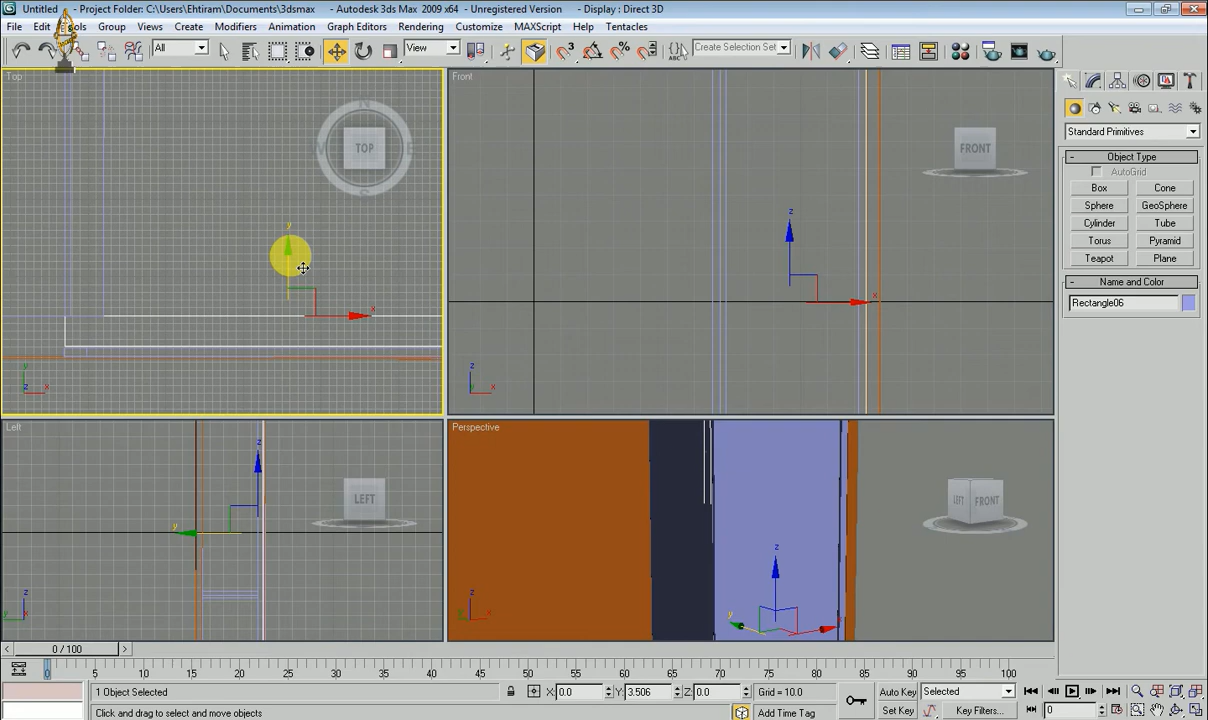 Untitled - Project Folder: C:\Users\Ehtiram\Documents\3dsmax - Autodesk 3ds Max 2009 x64 - Unregistered Version - Display : Direct 3D
File Edit Group Views Create Modifiers Animation Graph Editors Rendering Customize MAXScript Help Tentacles
All View 3 % ABC Create Selection Set
Top Front
N TOP S FRONT
Standard Primitives
- Object Type
AutoGrid
Box Cone
Sphere GeoSphere
Cylinder Tube
Torus Pyramid
Teapot Plane
- Name and Color
Rectangle06
y x z x
y z x z x
Left Perspective
z LEFT LEFT FRONT
y z y x
z y x z y x
< 0 / 100 >
0 5 10 15 20 25 30 35 40 45 50 55 60 65 70 75 80 85 90 95 100
1 Object Selected X: 0.0 Y: 3.506 Z: 0.0 Grid = 10.0 Auto Key Selected
Click and drag to select and move objects Add Time Tag Set Key Key Filters... 0